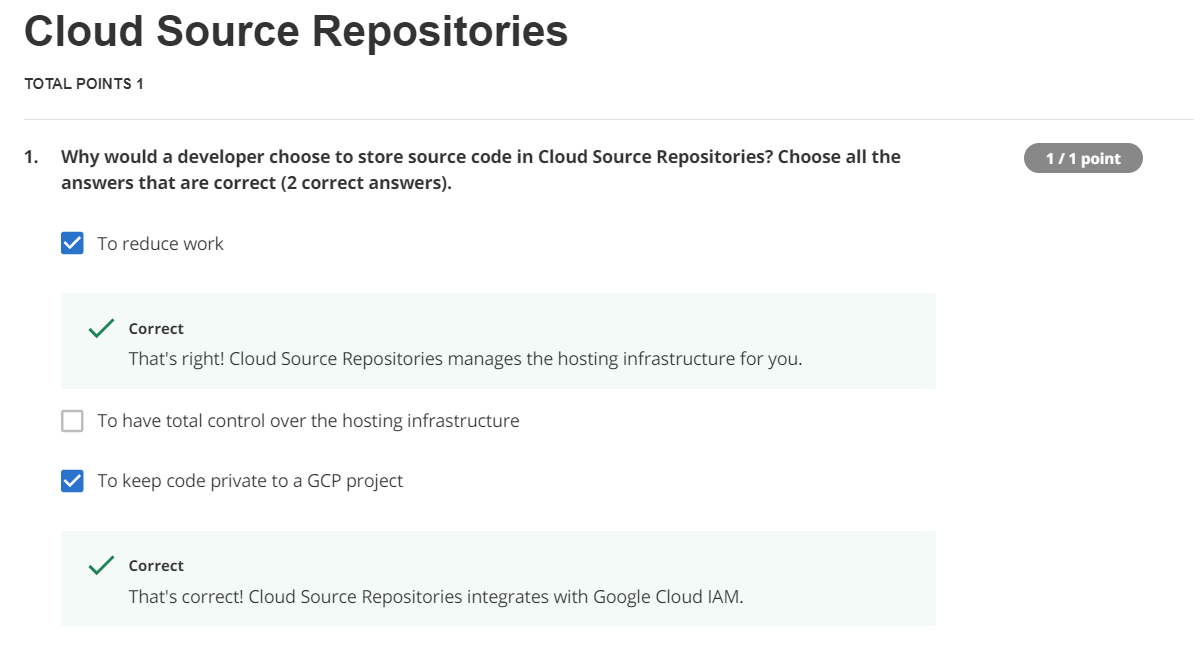 Cloud Source Repositories
TOTAL POINTS 1
1. Why would a developer choose to store source code in Cloud Source Repositories? Choose all the
answers that are correct (2 correct answers).
1 / 1 point
To reduce work
Correct
That's right! Cloud Source Repositories manages the hosting infrastructure for you.
To have total control over the hosting infrastructure
To keep code private to a GCP project
Correct
That's correct! Cloud Source Repositories integrates with Google Cloud IAM.